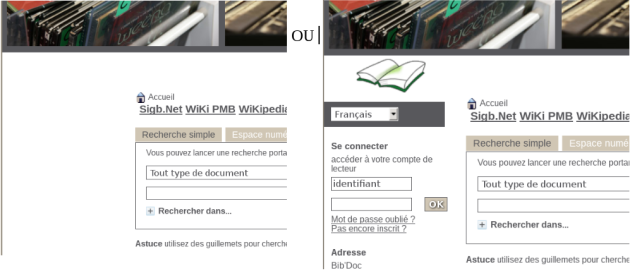 Accueil
Sigb.Net WiKi PMB WiKipedia
Recherche simple Espace numé
Vous pouvez lancer une recherche porta
Tout type de document
Rechercher dans...
Astuce utilisez des guillemets pour cherche
OU
Français
Se connecter
accéder à votre compte de
lecteur
identifiant
OK
Mot de passe oublié ?
Pas encore inscrit ?
Adresse
Bib'Doc
Accueil
Sigb.Net WiKi PMB WiKipedia
Recherche simple Espace numé
Vous pouvez lancer une recherche porta
Tout type de document
Rechercher dans...
Astuce utilisez des guillemets pour cherche